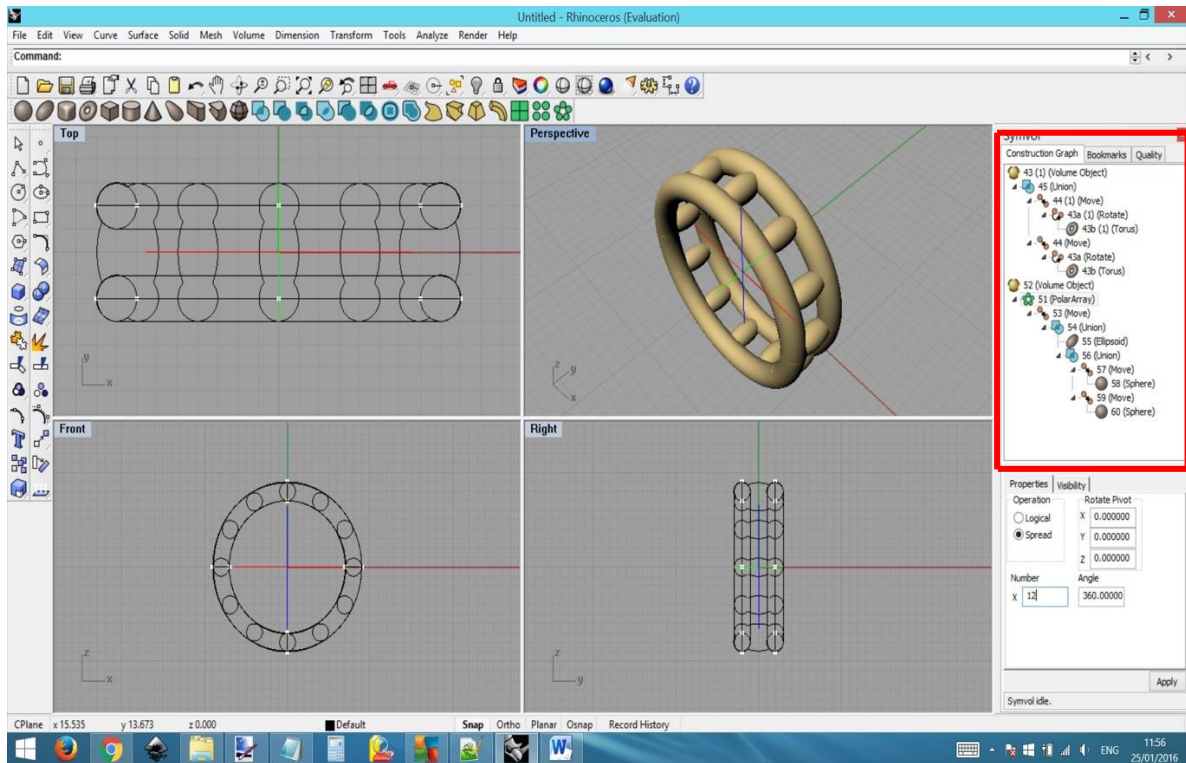 Untitled - Rhinoceros (Evaluation)
File Edit View Curve Surface Solid Mesh Volume Dimension Transform Tools Analyze Render Help
Command:
Top
Perspective
y
x
z
y
x
Front
Right
z
x
z
y
Symvol
Construction Graph Bookmarks Quality
43 (1) (Volume Object)
45 (Union)
44 (1) (Move)
43a (1) (Rotate)
43b (1) (Torus)
44 (Move)
43a (Rotate)
43b (Torus)
52 (Volume Object)
51 (PolarArray)
53 (Move)
54 (Union)
55 (Ellipsoid)
56 (Union)
57 (Move)
58 (Sphere)
59 (Move)
60 (Sphere)
Properties Visibility
Operation Rotate Pivot
Logical X 0.000000
Spread Y 0.000000
Z 0.000000
Number Angle
X 12 360.00000
Apply
Symvol idle.
CPlane x 15.535 y 13.673 z 0.000 Default Snap Ortho Planar Osnap Record History
ENG 11:56
25/01/2016